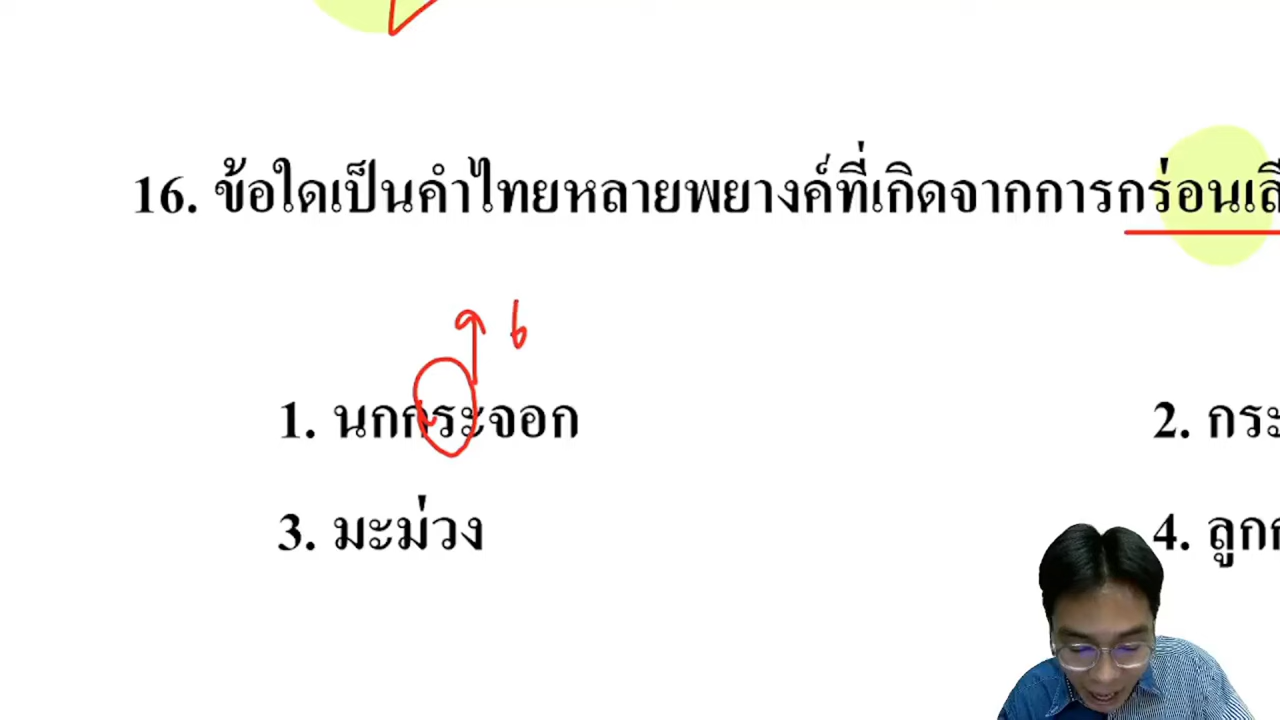 16. ข้อใดเป็นคำไทยหลายพยางค์ที่เกิดจากการกร่อนเสี
1. นกกระจอก
2. กระ
3. มะม่วง
4. ลูกก